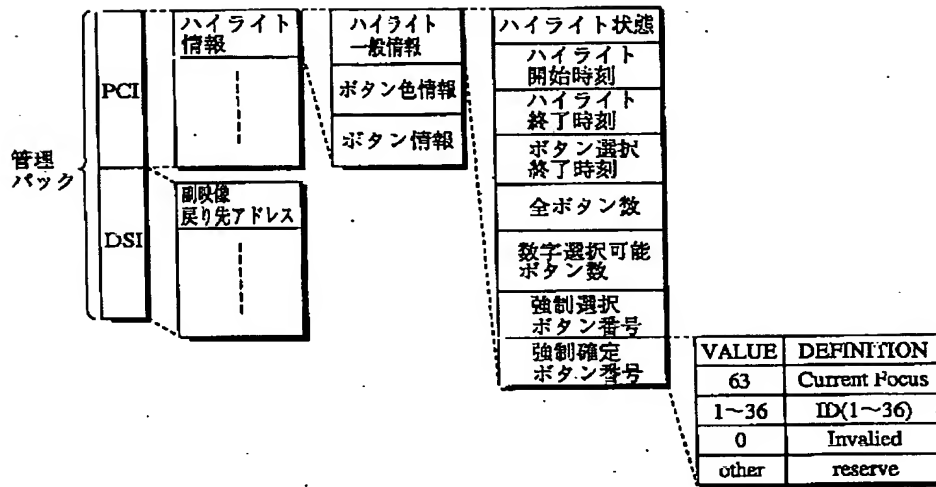 管理
パック
PCI
DSI
ハイライト
情報
副映像
戻り先アドレス
ハイライト
一般情報
ボタン色情報
ボタン情報
ハイライト状態
ハイライト
開始時刻
ハイライト
終了時刻
ボタン選択
終了時刻
全ボタン数
数字選択可能
ボタン数
強制選択
ボタン番号
強制確定
ボタン番号
VALUE DEFINITION
63 Current Focus
1~36 ID(1~36)
0 Invalied
other reserve